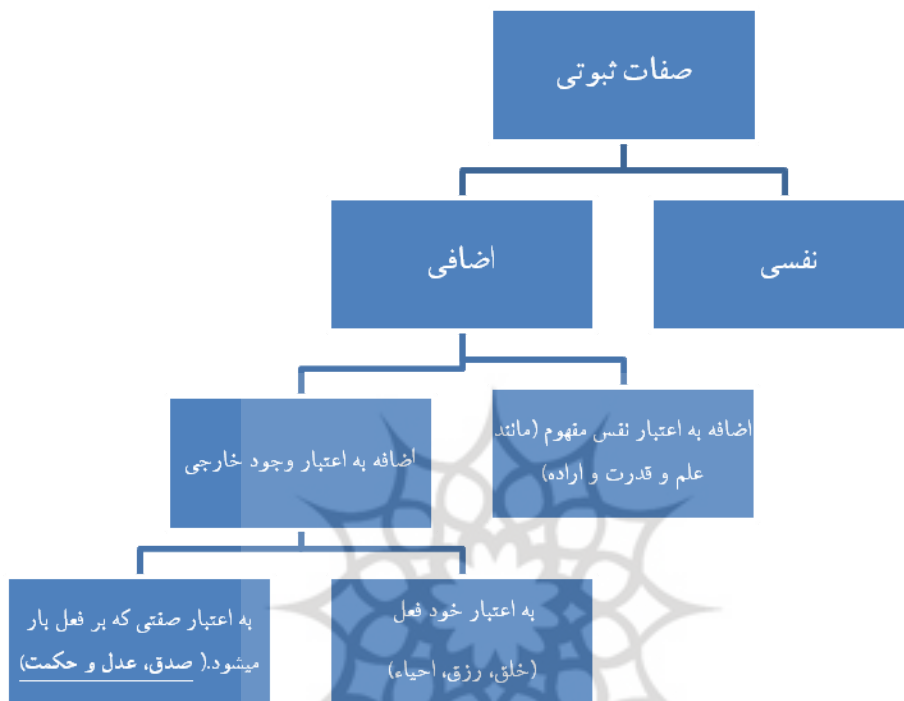 صفات ثبوتی
نفسی
اضافی
اضافه به اعتبار نفس مفهوم (مانند
علم و قدرت و اراده)
اضافه به اعتبار وجود خارجی
به اعتبار خود فعل
(خلق، رزق، احیاء)
به اعتبار صفتی که بر فعل بار
میشود.( صدق، عدل و حکمت)